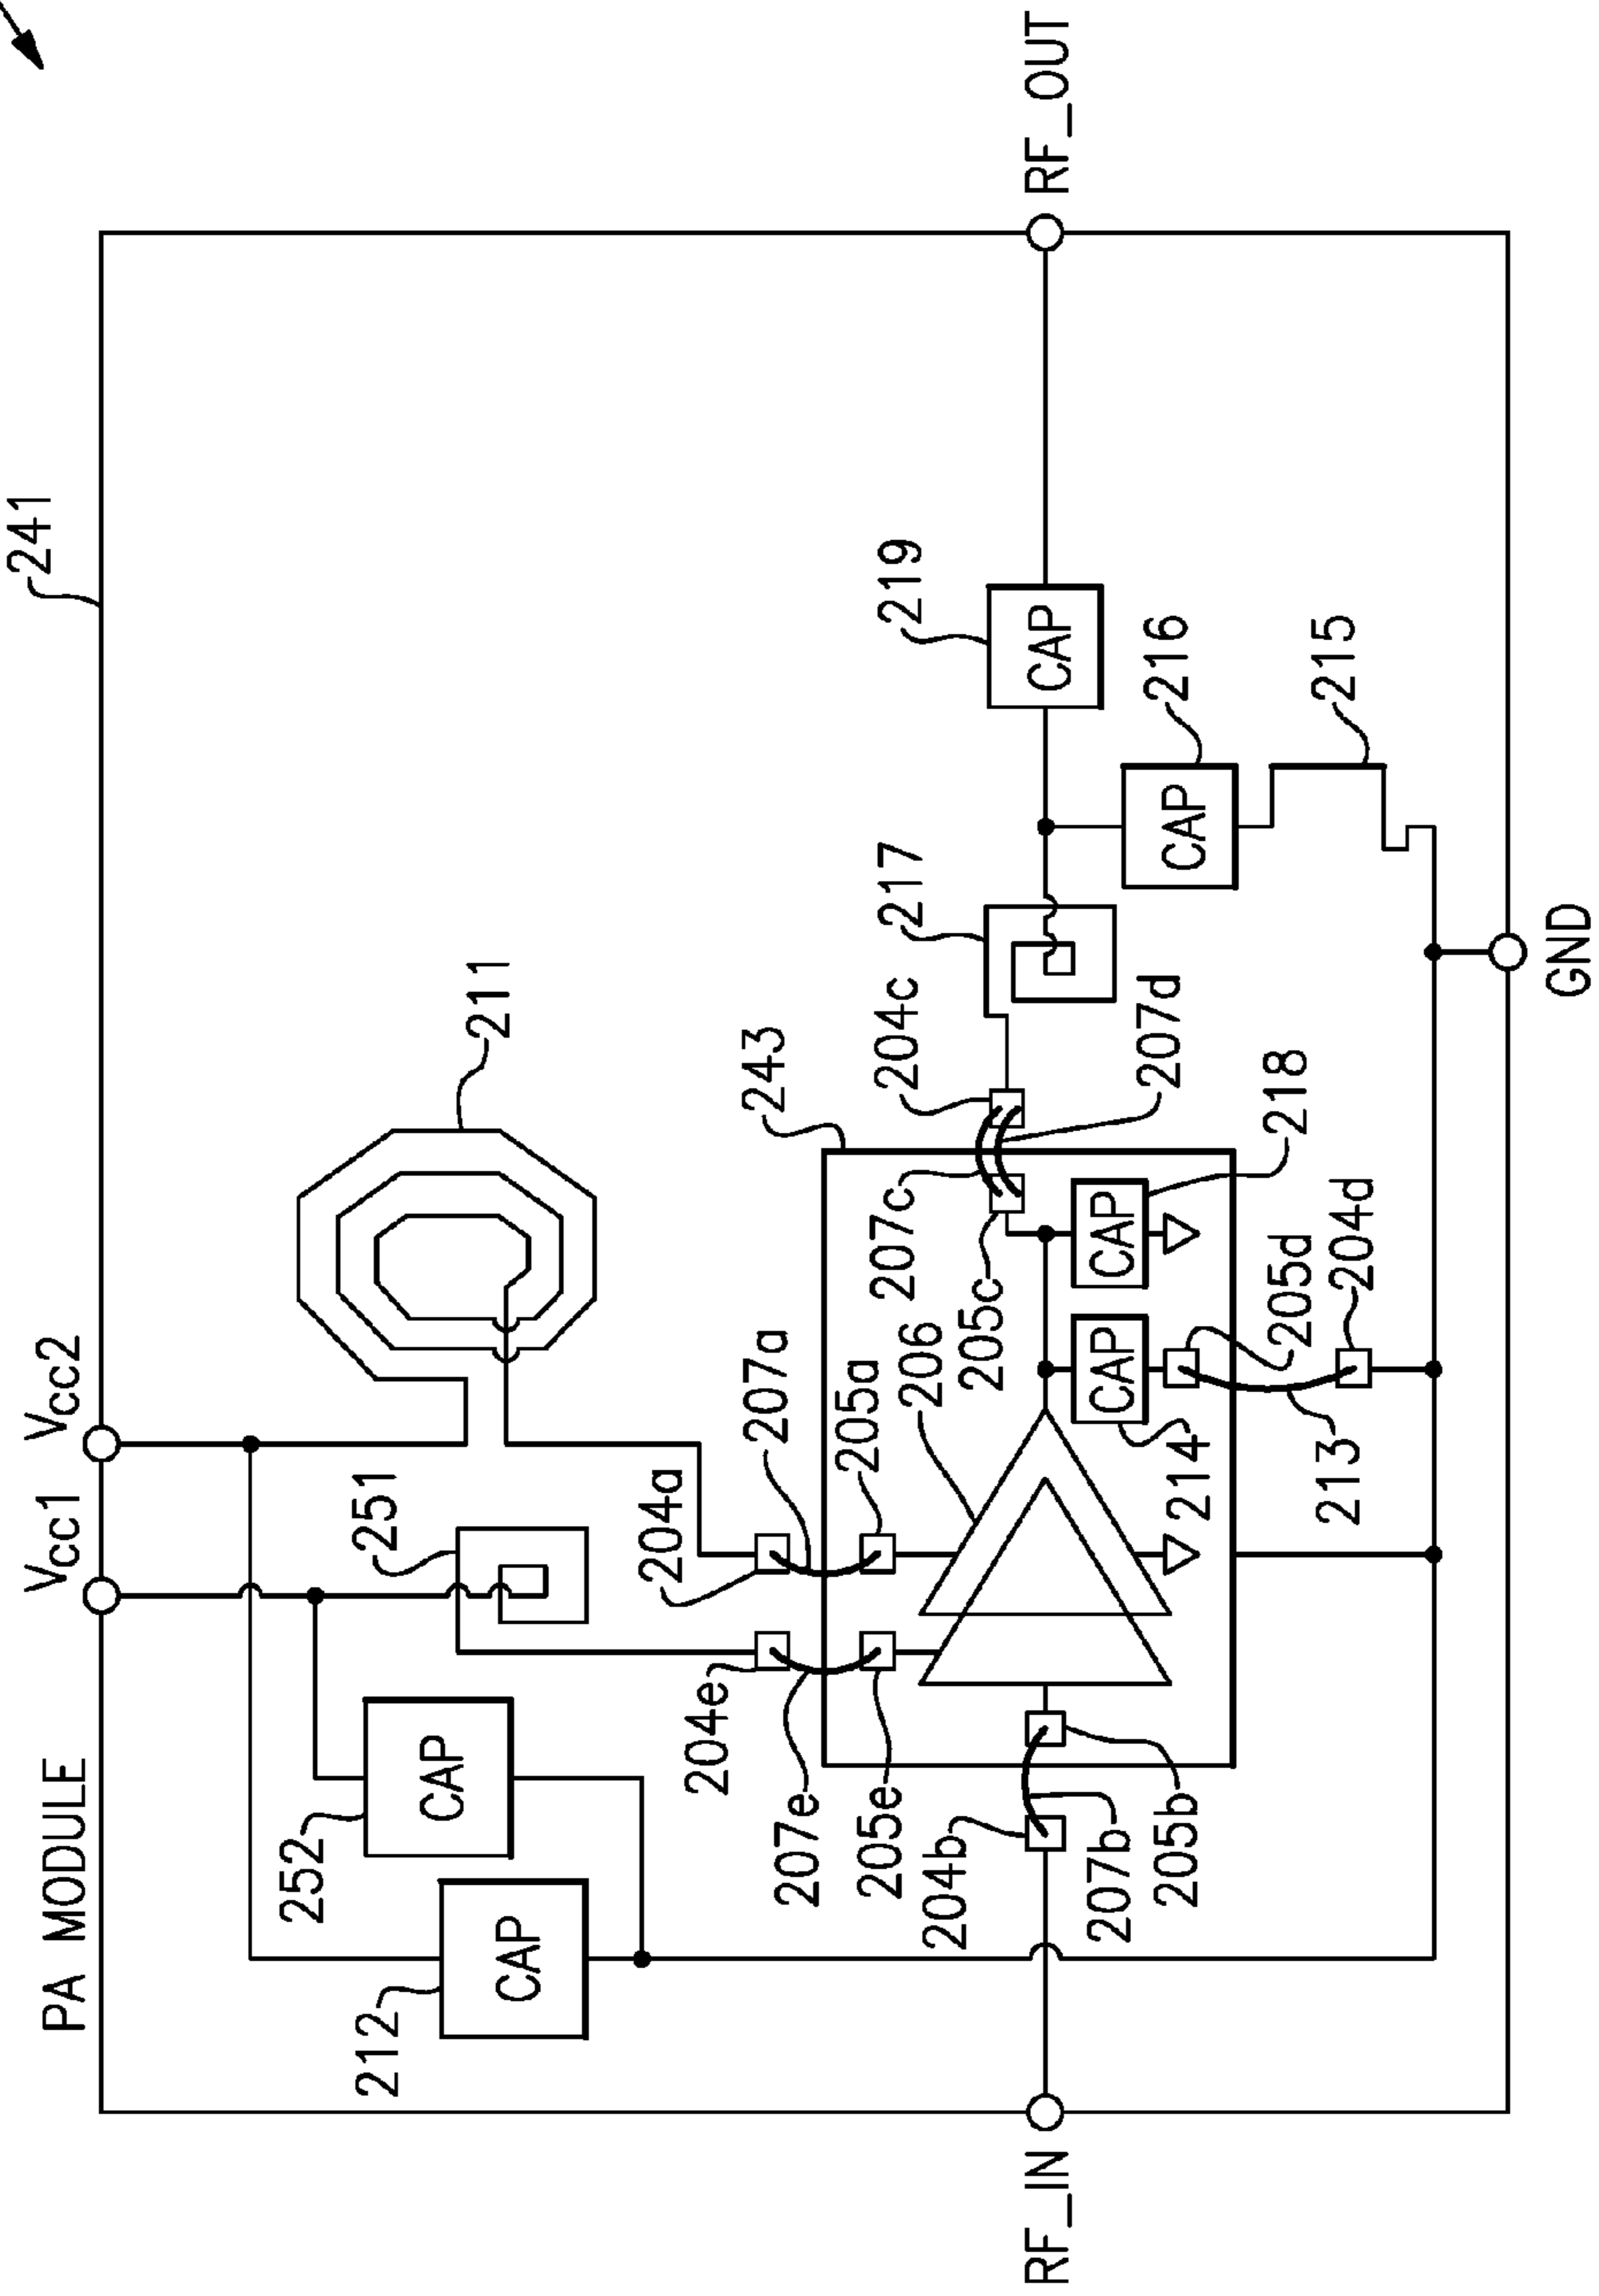 241
PA MODULE
Vcc1
Vcc2
251
211
252
212
204a
207a
204e
207e
205a
205e
206
243
207c
205c
204c
217
219
207d
216
215
218
214
205d
204d
213
204b
207b
205b
RF_IN
RF_OUT
GND
CAP
CAP
CAP
CAP
CAP
CAP